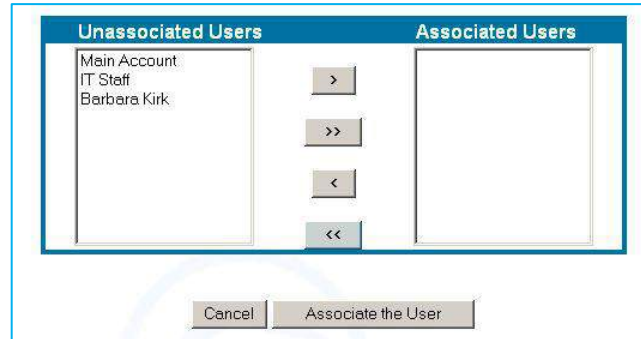 Unassociated Users Associated Users
Main Account
IT Staff
Barbara Kirk
>
>>
<
<<
Cancel Associate the User